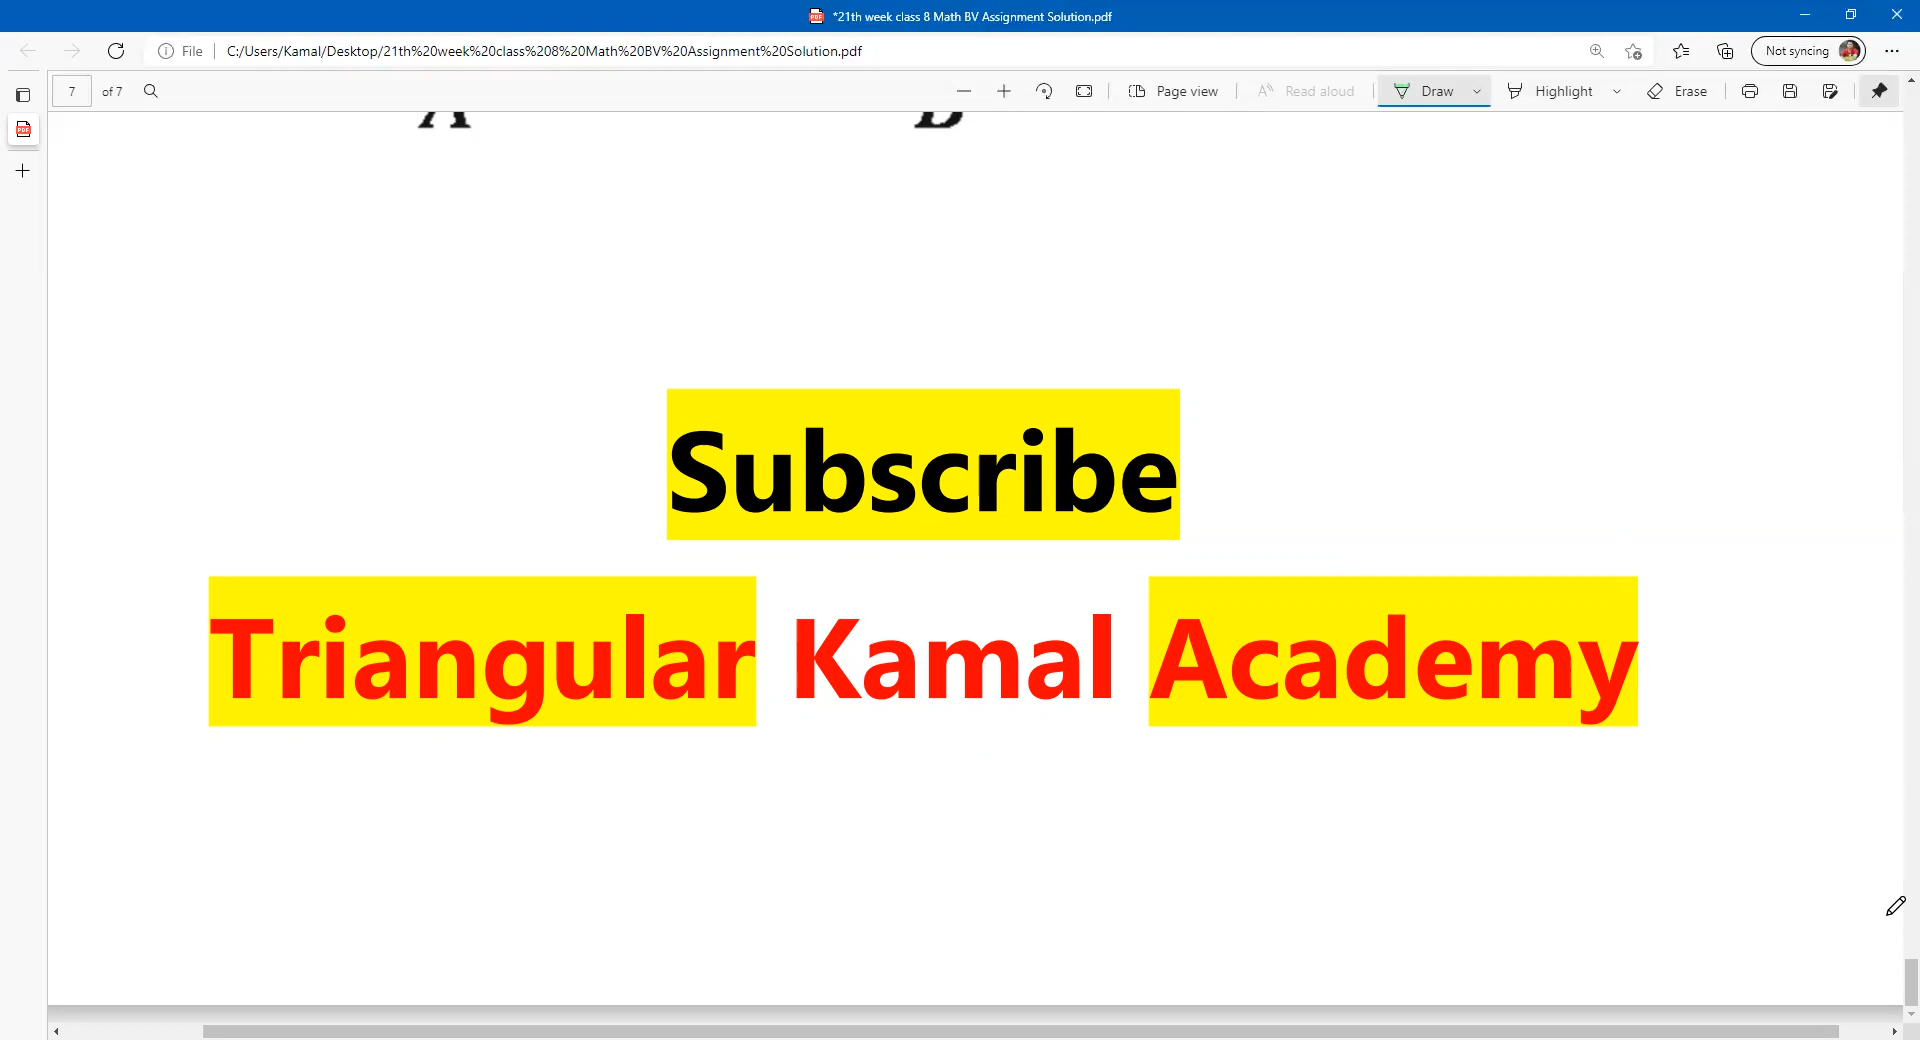 *21th week class 8 Math BV Assignment Solution.pdf
File C:/Users/Kamal/Desktop/21th%20week%20class%208%20Math%20BV%20Assignment%20Solution.pdf Not syncing
7 of 7 Page view Read aloud Draw Highlight Erase
A B
Subscribe
Triangular Kamal Academy